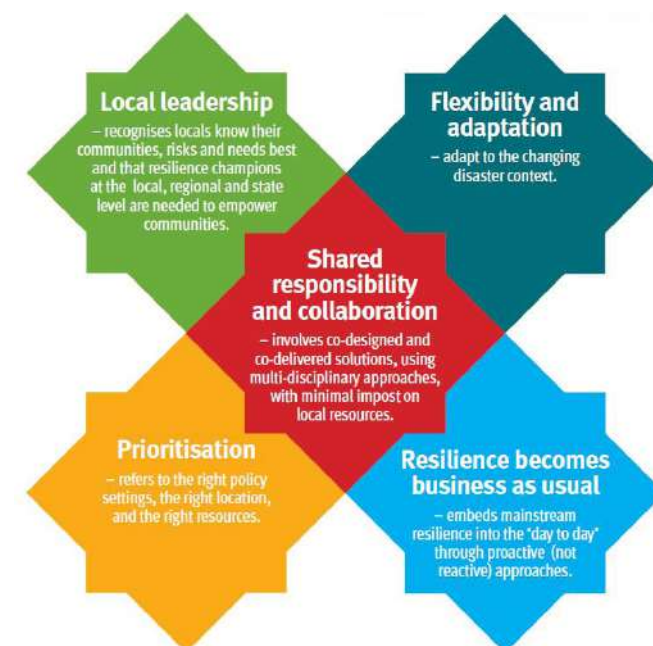 Local leadership
– recognises locals know their
communities, risks and needs best
and that resilience champions
at the local, regional and state
level are needed to empower
communities.
Flexibility and
adaptation
– adapt to the changing
disaster context.
Shared
responsibility
and collaboration
– involves co-designed and
co-delivered solutions, using
multi-disciplinary approaches,
with minimal impost on
local resources.
Prioritisation
– refers to the right policy
settings, the right location,
and the right resources.
Resilience becomes
business as usual
– embeds mainstream
resilience into the "day to day"
through proactive (not
reactive) approaches.